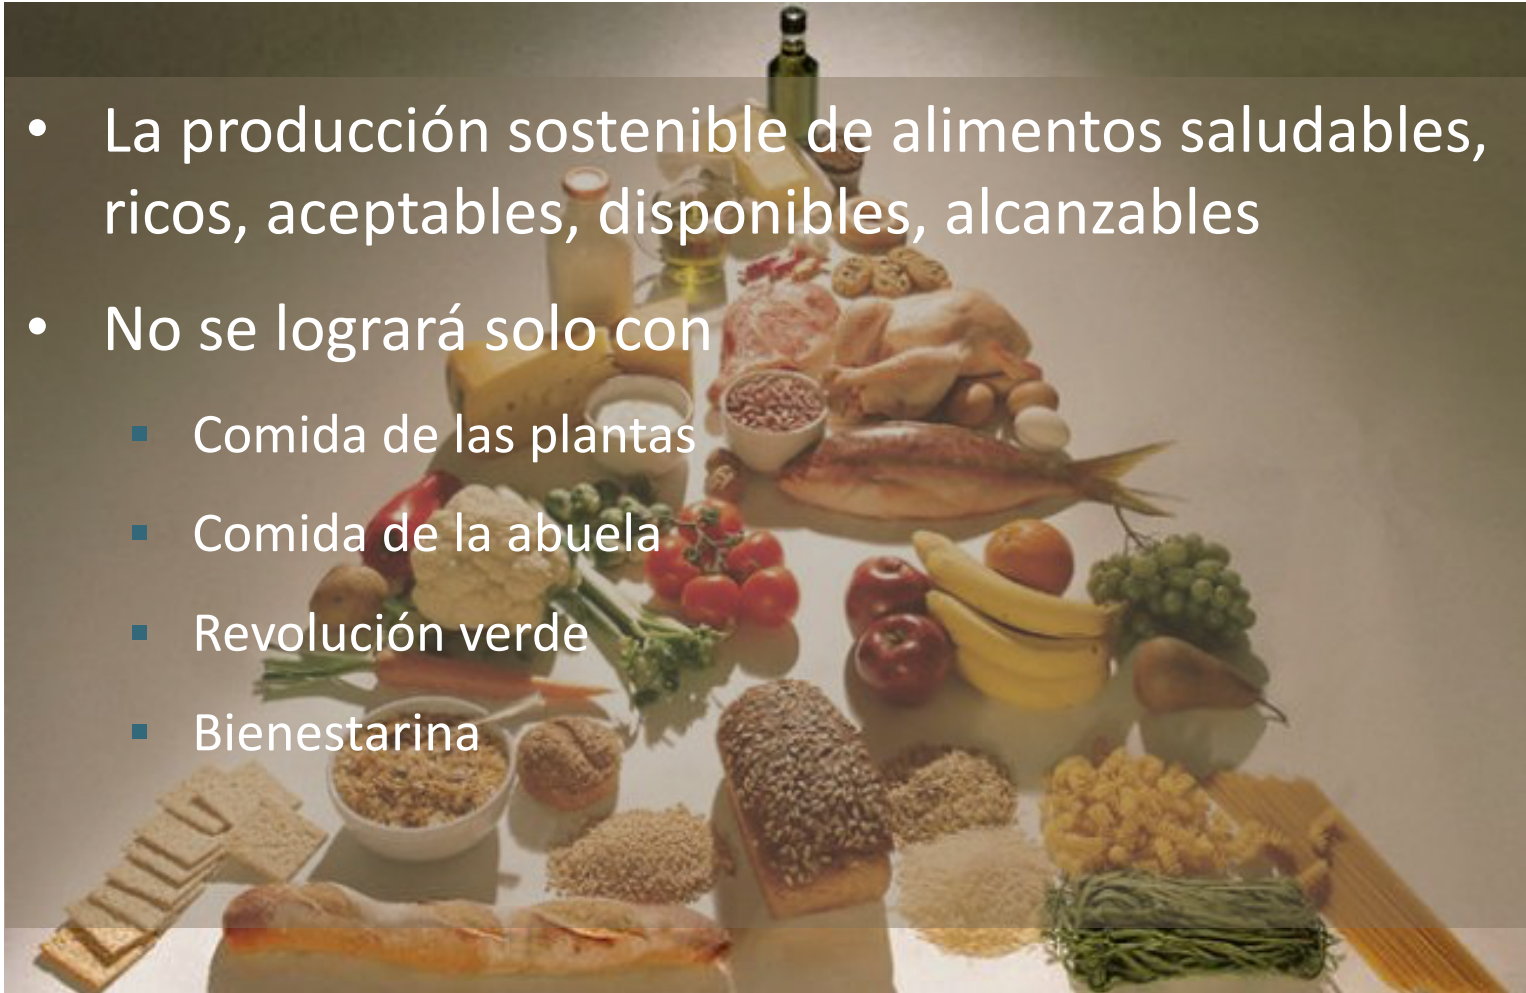 • La producción sostenible de alimentos saludables,
ricos, aceptables, disponibles, alcanzables
• No se logrará solo con
▪ Comida de las plantas
▪ Comida de la abuela
▪ Revolución verde
▪ Bienestarina